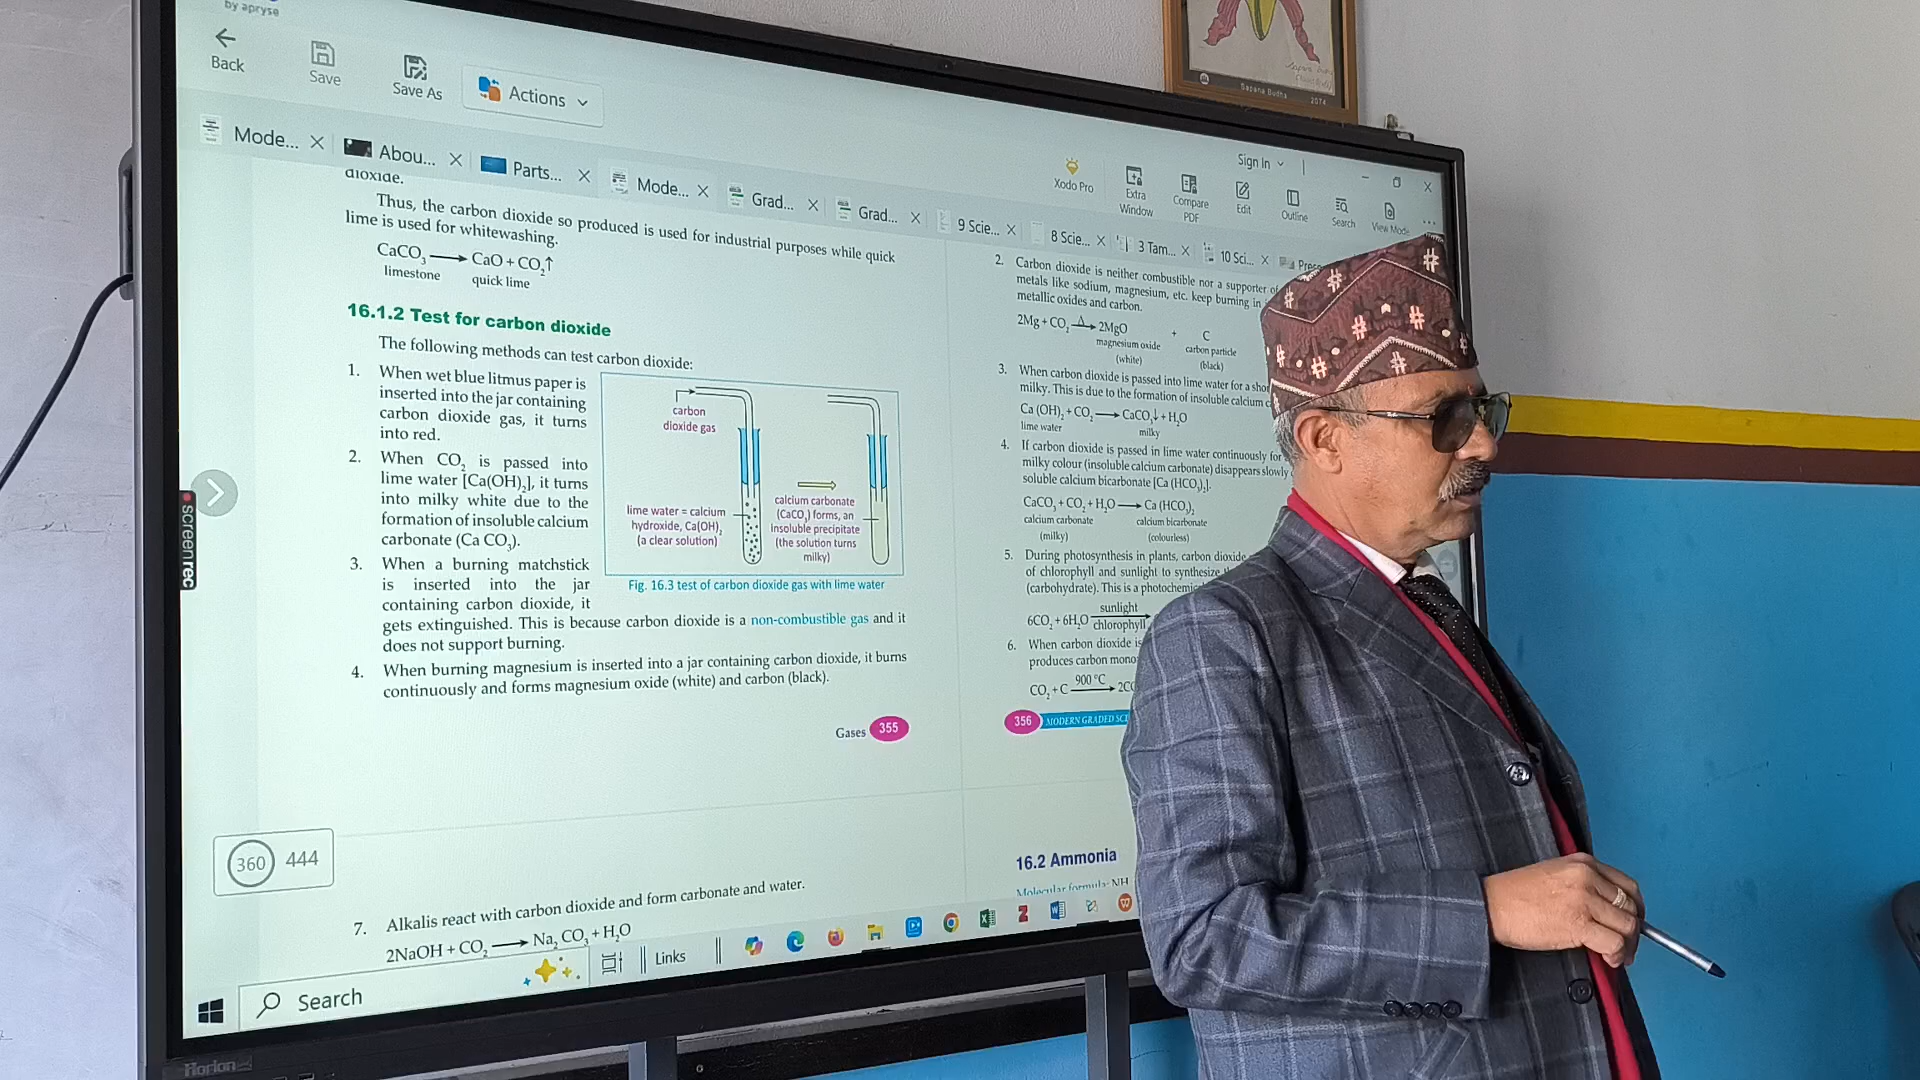 by apryse
Back
Save
Save As
Actions
Sign In
Xodo Pro
Extra Window
Compare PDF
Edit
Outline
Search
View Mode
Mode...
Abou...
Parts...
Mode...
Grad...
Grad...
9 Scie...
8 Scie...
3 Tam...
10 Sci...
dioxide.
Thus, the carbon dioxide so produced is used for industrial purposes while quick
lime is used for whitewashing.
CaCO₃ ⟶ CaO + CO₂↑
limestone quick lime
16.1.2 Test for carbon dioxide
The following methods can test carbon dioxide:
1. When wet blue litmus paper is
inserted into the jar containing
carbon dioxide gas, it turns
into red.
2. When CO₂ is passed into
lime water [Ca(OH)₂], it turns
into milky white due to the
formation of insoluble calcium
carbonate (Ca CO₃).
3. When a burning matchstick
is inserted into the jar
containing carbon dioxide, it
gets extinguished. This is because carbon dioxide is a non-combustible gas and it
does not support burning.
4. When burning magnesium is inserted into a jar containing carbon dioxide, it burns
continuously and forms magnesium oxide (white) and carbon (black).
carbon
dioxide gas
lime water = calcium
hydroxide, Ca(OH)₂
(a clear solution)
calcium carbonate
(CaCO₃) forms, an
insoluble precipitate
(the solution turns
milky)
Fig. 16.3 test of carbon dioxide gas with lime water
Gases 355
2. Carbon dioxide is neither combustible nor a supporter of
metals like sodium, magnesium, etc. keep burning in
metallic oxides and carbon.
2Mg + CO₂ ⟶Δ 2MgO + C
magnesium oxide carbon particle
(white) (black)
3. When carbon dioxide is passed into lime water for a
milky. This is due to the formation of insoluble calcium
Ca (OH)₂ + CO₂ ⟶ CaCO₃↓ + H₂O
lime water milky
4. If carbon dioxide is passed in lime water continuously for
milky colour (insoluble calcium carbonate) disappears slowly
soluble calcium bicarbonate [Ca (HCO₃)₂].
CaCO₃ + CO₂ + H₂O ⟶ Ca (HCO₃)₂
calcium carbonate calcium bicarbonate
(milky) (colourless)
5. During photosynthesis in plants, carbon dioxide
of chlorophyll and sunlight to synthesize
(carbohydrate). This is a
6CO₂ + 6H₂O sunlight
chlorophyll
6. When carbon dioxide is
produces carbon
CO₂ + C 900 °C ⟶
356 MODERN GRADED
360 444
7. Alkalis react with carbon dioxide and form carbonate and water.
2NaOH + CO₂ ⟶ Na₂ CO₃ + H₂O
16.2 Ammonia
Molecular formula: NH
Links
Search
screen rec
Horion
Sapana Budha 2074